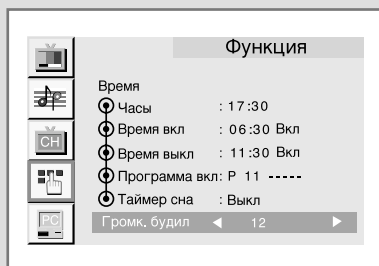 Функция
Время
Часы : 17:30
Время вкл : 06:30 Вкл
Время выкл : 11:30 Вкл
Программа вкл: P 11 -----
CH
Таймер сна : Выкл
PC
Громк. будил ◀ 12 ▶